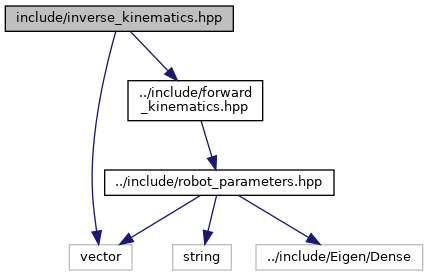 include/inverse_kinematics.hpp
../include/forward
_kinematics.hpp
../include/robot_parameters.hpp
vector
string
../include/Eigen/Dense